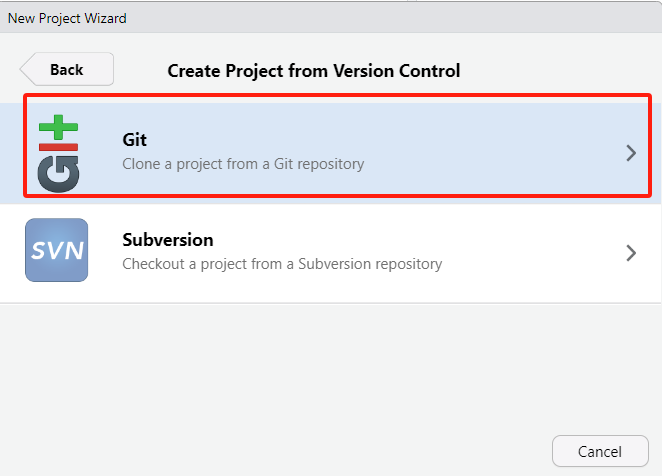 New Project Wizard
Back
Create Project from Version Control
Git
Git
Clone a project from a Git repository
SVN
Subversion
Checkout a project from a Subversion repository
Cancel